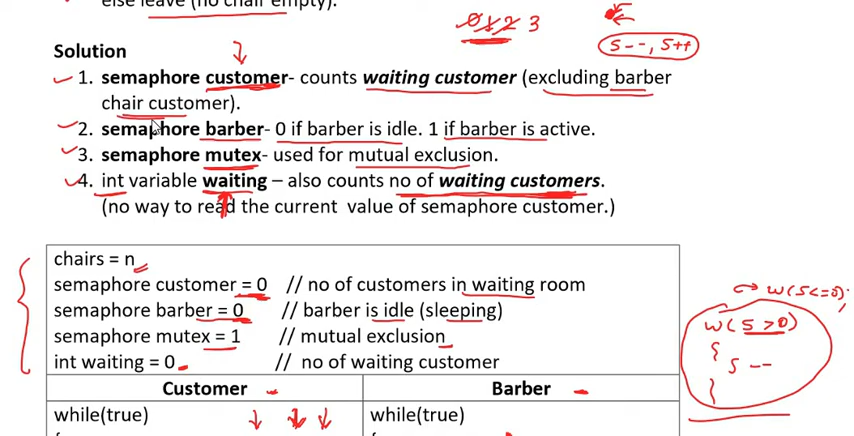 else leave (no chair empty).
0 1 2 3
S--, S++
Solution
1. semaphore customer- counts waiting customer (excluding barber
chair customer).
2. semaphore barber- 0 if barber is idle. 1 if barber is active.
3. semaphore mutex- used for mutual exclusion.
4. int variable waiting – also counts no of waiting customers.
(no way to read the current value of semaphore customer.)
chairs = n
semaphore customer = 0 // no of customers in waiting room
semaphore barber = 0 // barber is idle (sleeping)
semaphore mutex = 1 // mutual exclusion
int waiting = 0 // no of waiting customer
w(S<=0);
w(S>0)
{
S--
}
Customer Barber
while(true) while(true)